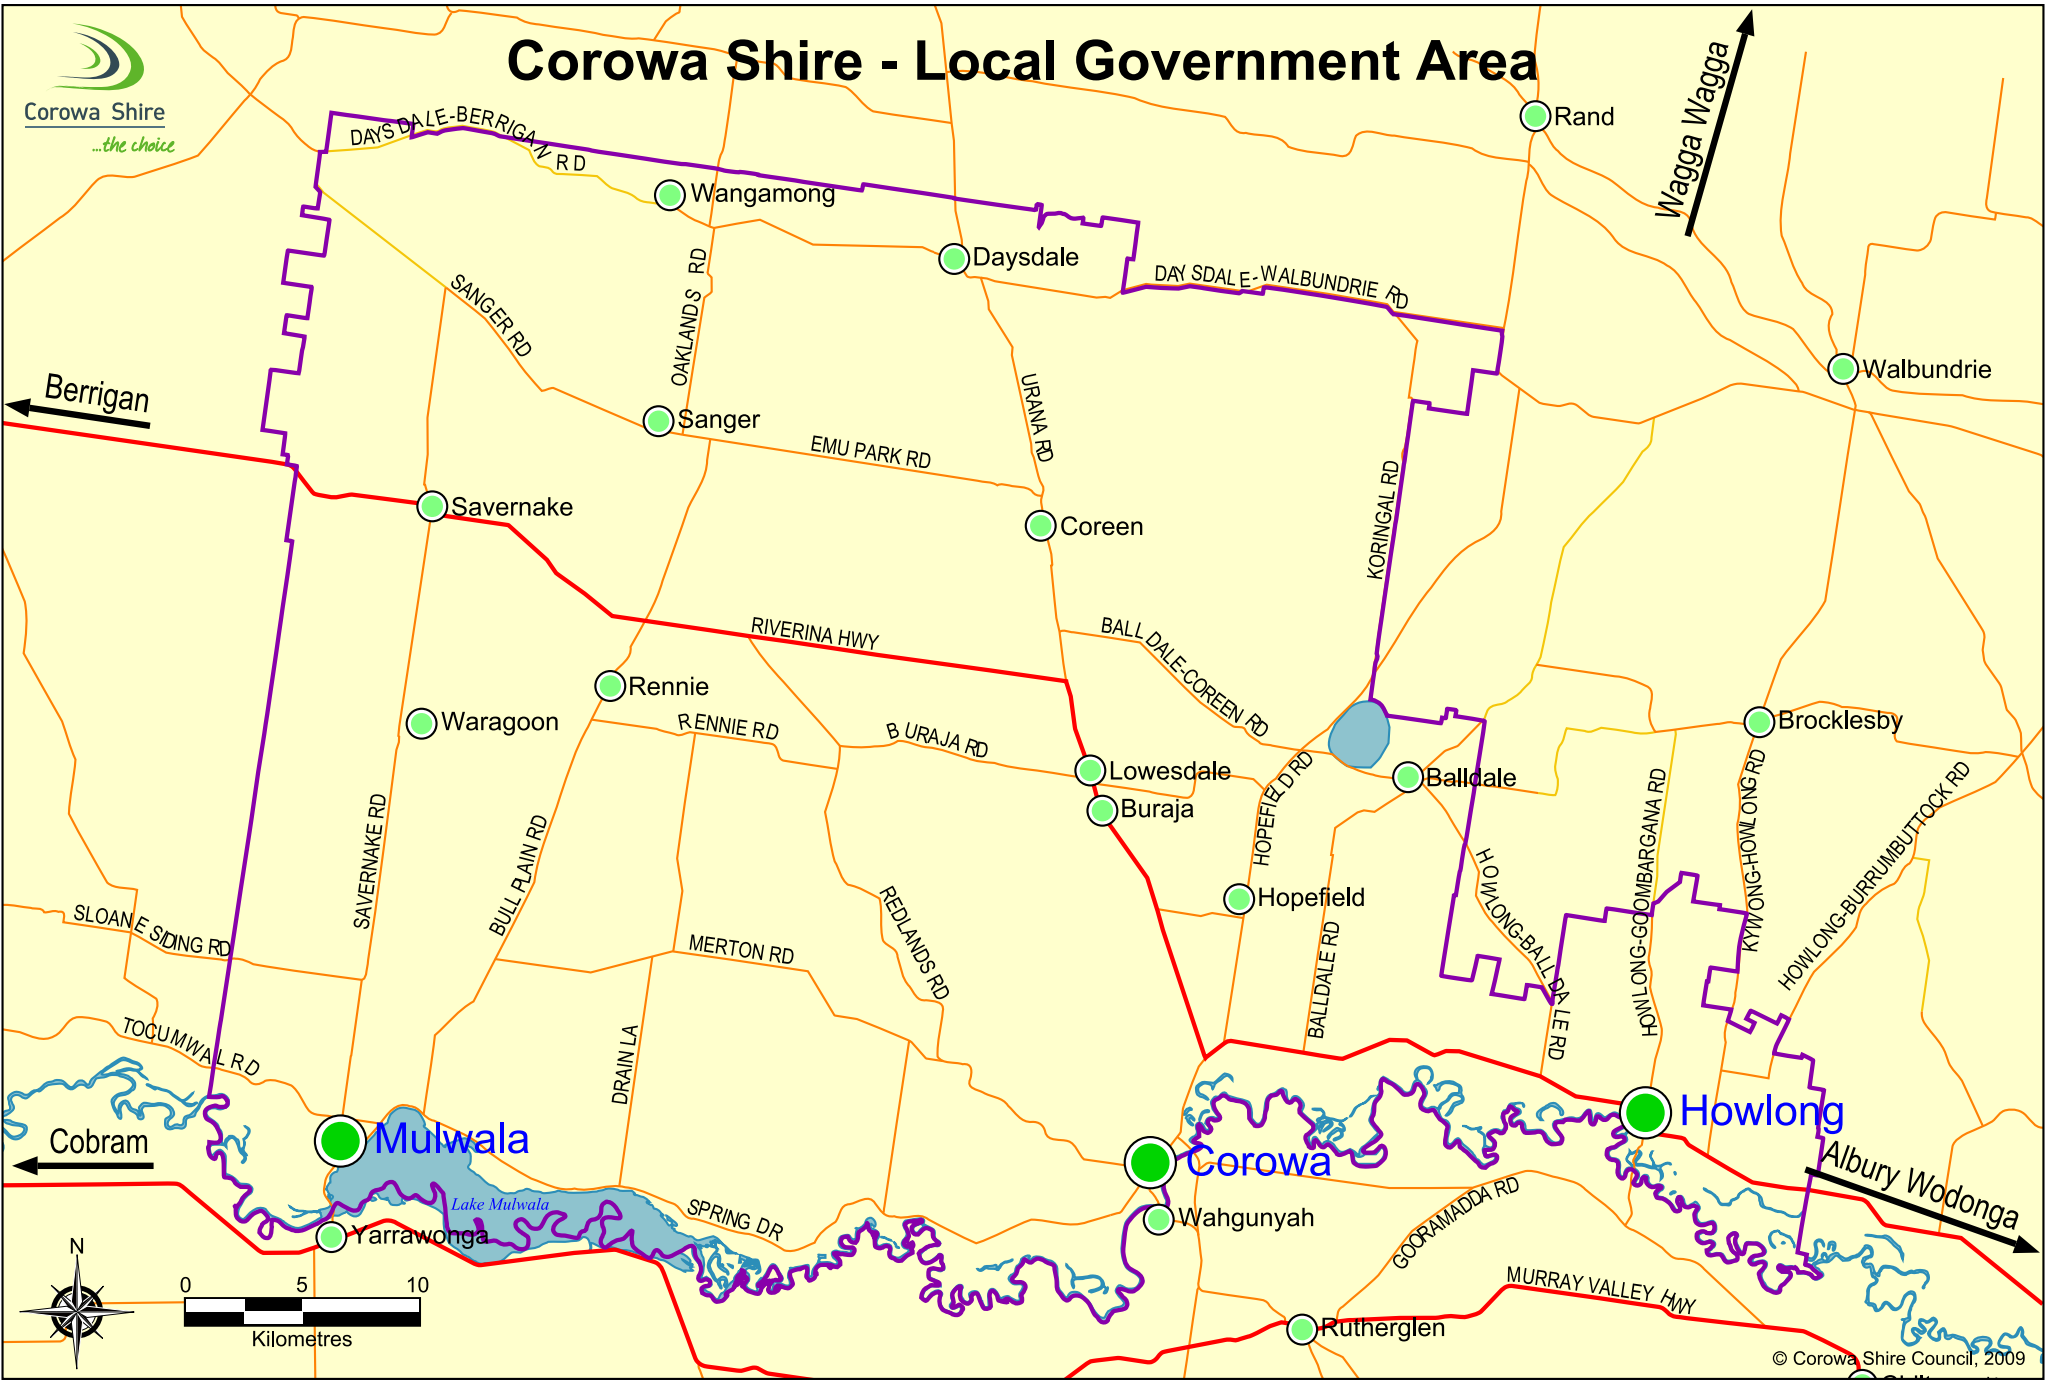 Corowa Shire - Local Government Area
Corowa Shire
...the choice
Wagga Wagga
Rand
DAYSDALE-BERRIGAN RD
Wangamong
Daysdale
DAYSDALE-WALBUNDRIE RD
SANGER RD
OAKLANDS RD
Berrigan
Walbundrie
URANA RD
Sanger
EMU PARK RD
KORINGAL RD
Savernake
Coreen
RIVERINA HWY
BALLDALE-COREEN RD
Rennie
Waragoon
RENNIE RD
BURAJA RD
Brocklesby
Lowesdale
Balldale
Buraja
HOPEFIELD RD
SAVERNAKE RD
BULL PLAIN RD
HOWLONG-GOOMBARGANA RD
KYWONG-HOWLONG RD
HOWLONG-BURRUMBUTTOCK RD
Hopefield
HOWLONG-BALLDALE RD
SLOANE SIDING RD
REDLANDS RD
MERTON RD
BALLDALE RD
TOCUMWAL RD
DRAIN LA
Howlong
Cobram
Mulwala
Corowa
Albury Wodonga
Lake Mulwala
SPRING DR
Wahgunyah
GOORAMADDA RD
Yarrawonga
MURRAY VALLEY HWY
N
0 5 10
Kilometres
Rutherglen
© Corowa Shire Council, 2009